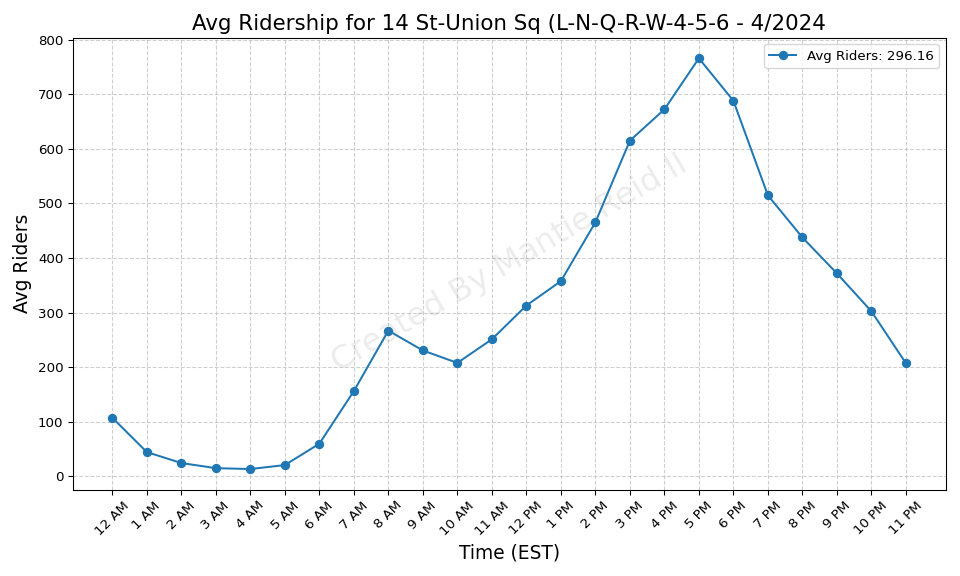 Avg Ridership for 14 St-Union Sq (L-N-Q-R-W-4-5-6 - 4/2024
Avg Riders: 296.16
800
700
600
500
400
300
200
100
0
Avg Riders
Created By Mantie Reid II
12 AM
1 AM
2 AM
3 AM
4 AM
5 AM
6 AM
7 AM
8 AM
9 AM
10 AM
11 AM
12 PM
1 PM
2 PM
3 PM
4 PM
5 PM
6 PM
7 PM
8 PM
9 PM
10 PM
11 PM
Time (EST)